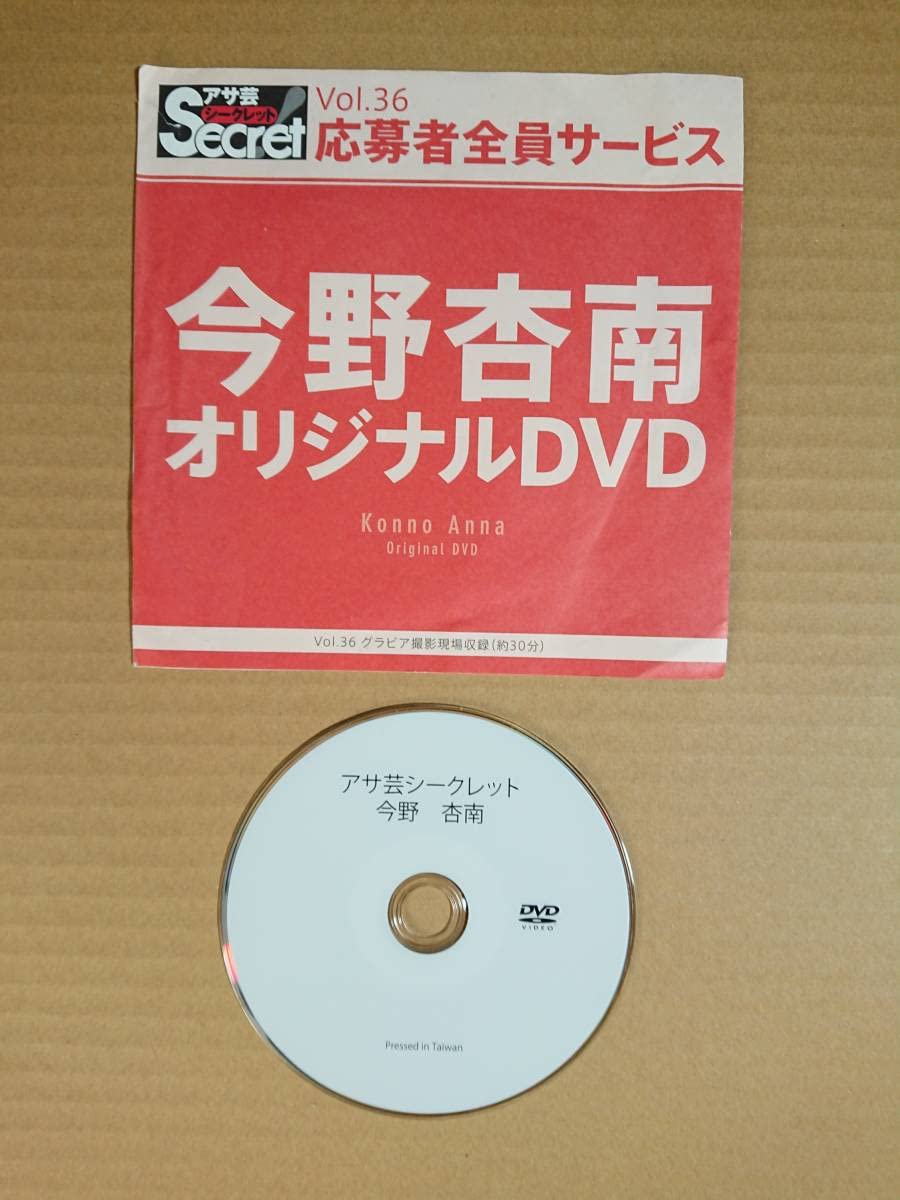 アサ芸
シークレット
Secret!
Vol.36
応募者全員サービス
今野杏南
オリジナルDVD
Konno Anna
Original DVD
Vol.36 グラビア撮影現場収録(約30分)
アサ芸シークレット
今野　杏南
DVD
VIDEO
Pressed in Taiwan